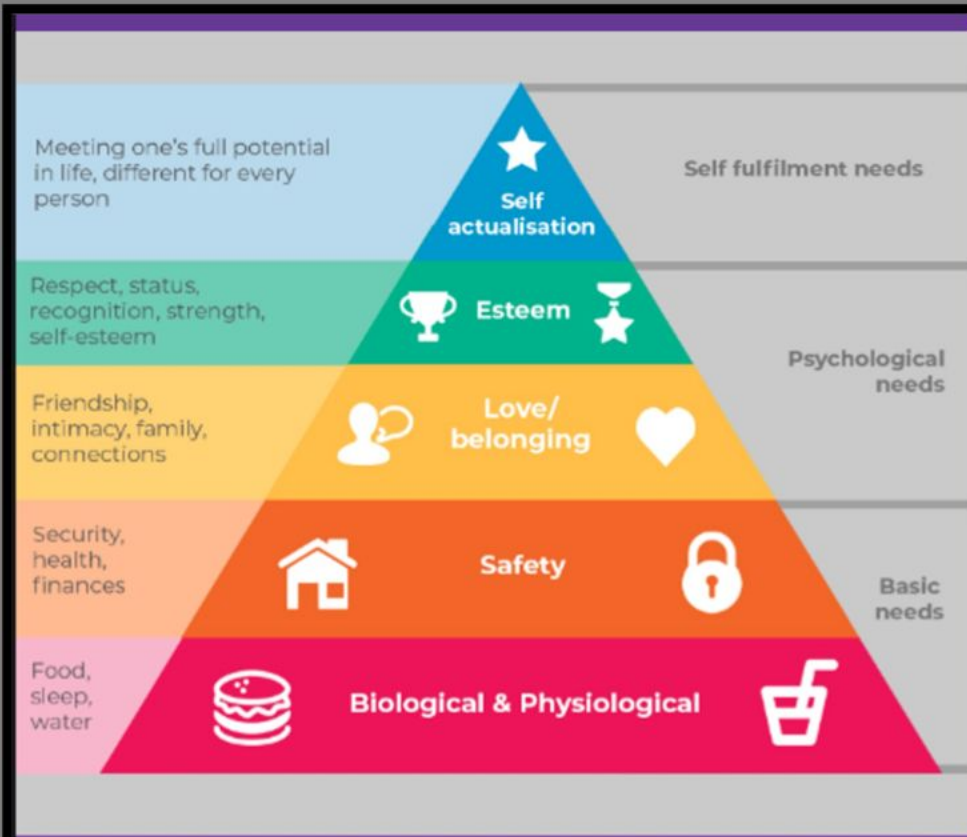 Meeting one's full potential
in life, different for every
person
Self
actualisation
Self fulfilment needs
Respect, status,
recognition, strength,
self-esteem
Esteem
Psychological
needs
Friendship,
intimacy, family,
connections
Love/
belonging
Security,
health,
finances
Safety
Basic
needs
Food,
sleep,
water
Biological & Physiological